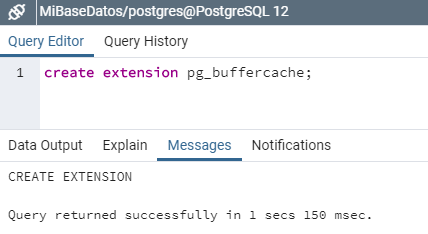 MiBaseDatos/postgres@PostgreSQL 12
Query Editor Query History
1 create extension pg_buffercache;
Data Output Explain Messages Notifications
CREATE EXTENSION
Query returned successfully in 1 secs 150 msec.